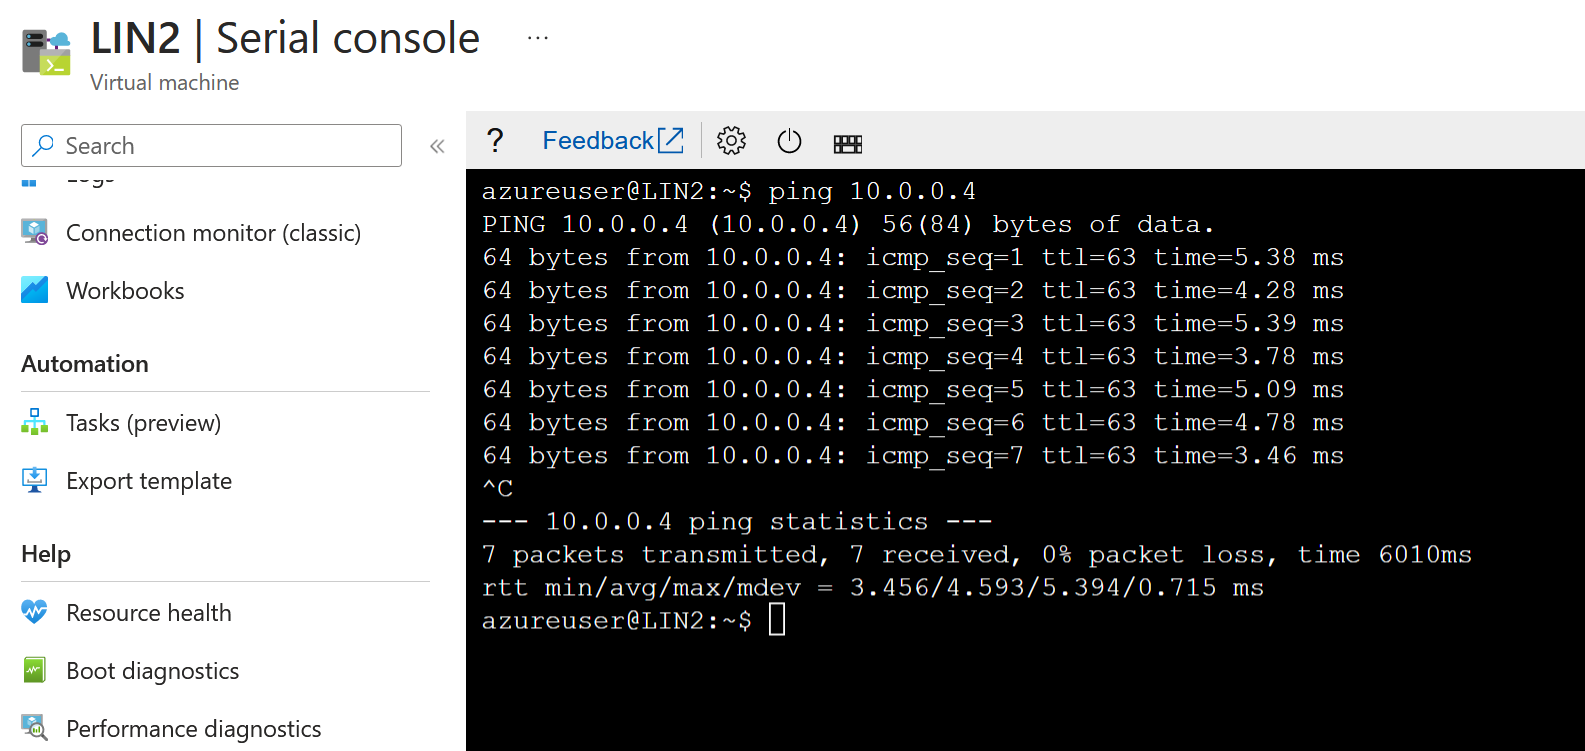 LIN2 | Serial console ...
Virtual machine
Search
«
Connection monitor (classic)
Workbooks
Automation
Tasks (preview)
Export template
Help
Resource health
Boot diagnostics
Performance diagnostics
? Feedback
azureuser@LIN2:~$ ping 10.0.0.4
PING 10.0.0.4 (10.0.0.4) 56(84) bytes of data.
64 bytes from 10.0.0.4: icmp_seq=1 ttl=63 time=5.38 ms
64 bytes from 10.0.0.4: icmp_seq=2 ttl=63 time=4.28 ms
64 bytes from 10.0.0.4: icmp_seq=3 ttl=63 time=5.39 ms
64 bytes from 10.0.0.4: icmp_seq=4 ttl=63 time=3.78 ms
64 bytes from 10.0.0.4: icmp_seq=5 ttl=63 time=5.09 ms
64 bytes from 10.0.0.4: icmp_seq=6 ttl=63 time=4.78 ms
64 bytes from 10.0.0.4: icmp_seq=7 ttl=63 time=3.46 ms
^C
--- 10.0.0.4 ping statistics ---
7 packets transmitted, 7 received, 0% packet loss, time 6010ms
rtt min/avg/max/mdev = 3.456/4.593/5.394/0.715 ms
azureuser@LIN2:~$